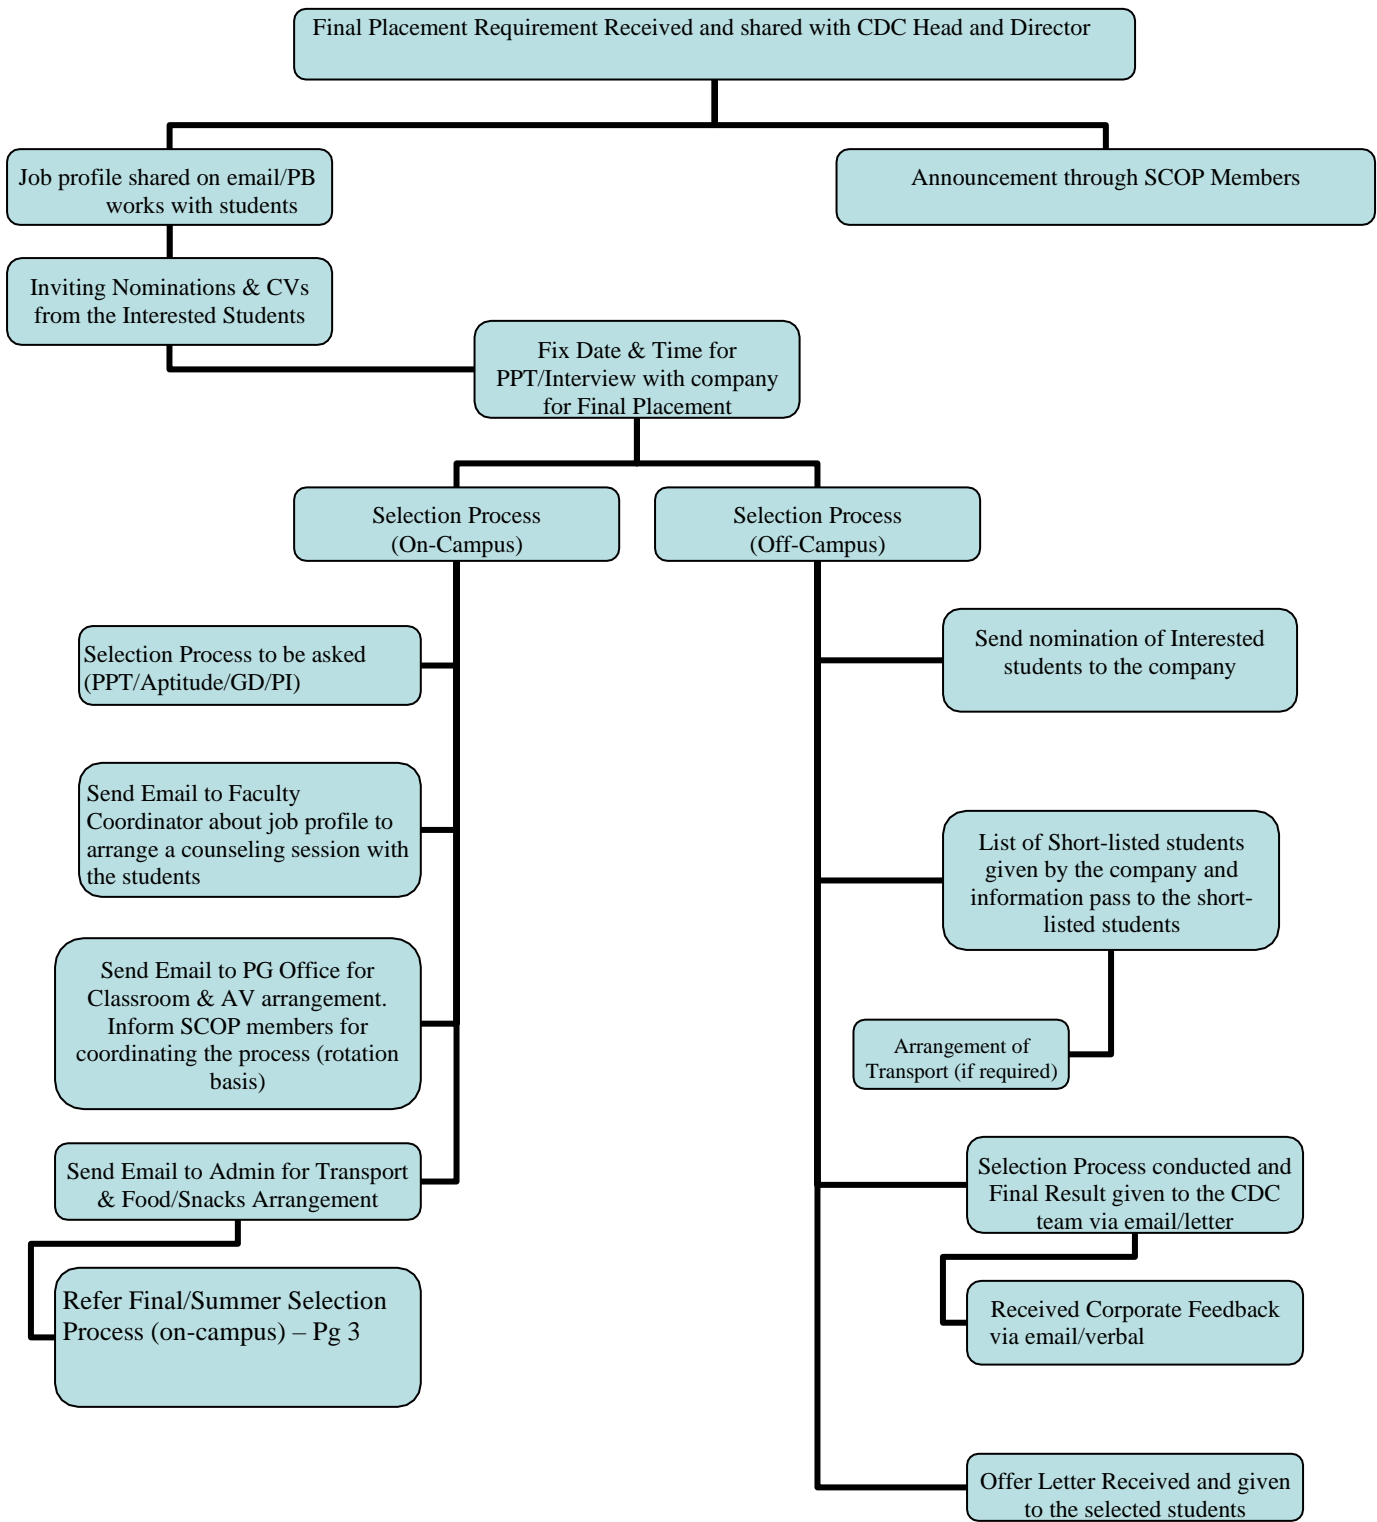 Final Placement Requirement Received and shared with CDC Head and Director
Job profile shared on email/PB
works with students
Announcement through SCOP Members
Inviting Nominations & CVs
from the Interested Students
Fix Date & Time for
PPT/Interview with company
for Final Placement
Selection Process
(On-Campus)
Selection Process
(Off-Campus)
Selection Process to be asked
(PPT/Aptitude/GD/PI)
Send Email to Faculty
Coordinator about job profile to
arrange a counseling session with
the students
Send Email to PG Office for
Classroom & AV arrangement.
Inform SCOP members for
coordinating the process (rotation
basis)
Send Email to Admin for Transport
& Food/Snacks Arrangement
Refer Final/Summer Selection
Process (on-campus) – Pg 3
Send nomination of Interested
students to the company
List of Short-listed students
given by the company and
information pass to the short-
listed students
Arrangement of
Transport (if required)
Selection Process conducted and
Final Result given to the CDC
team via email/letter
Received Corporate Feedback
via email/verbal
Offer Letter Received and given
to the selected students